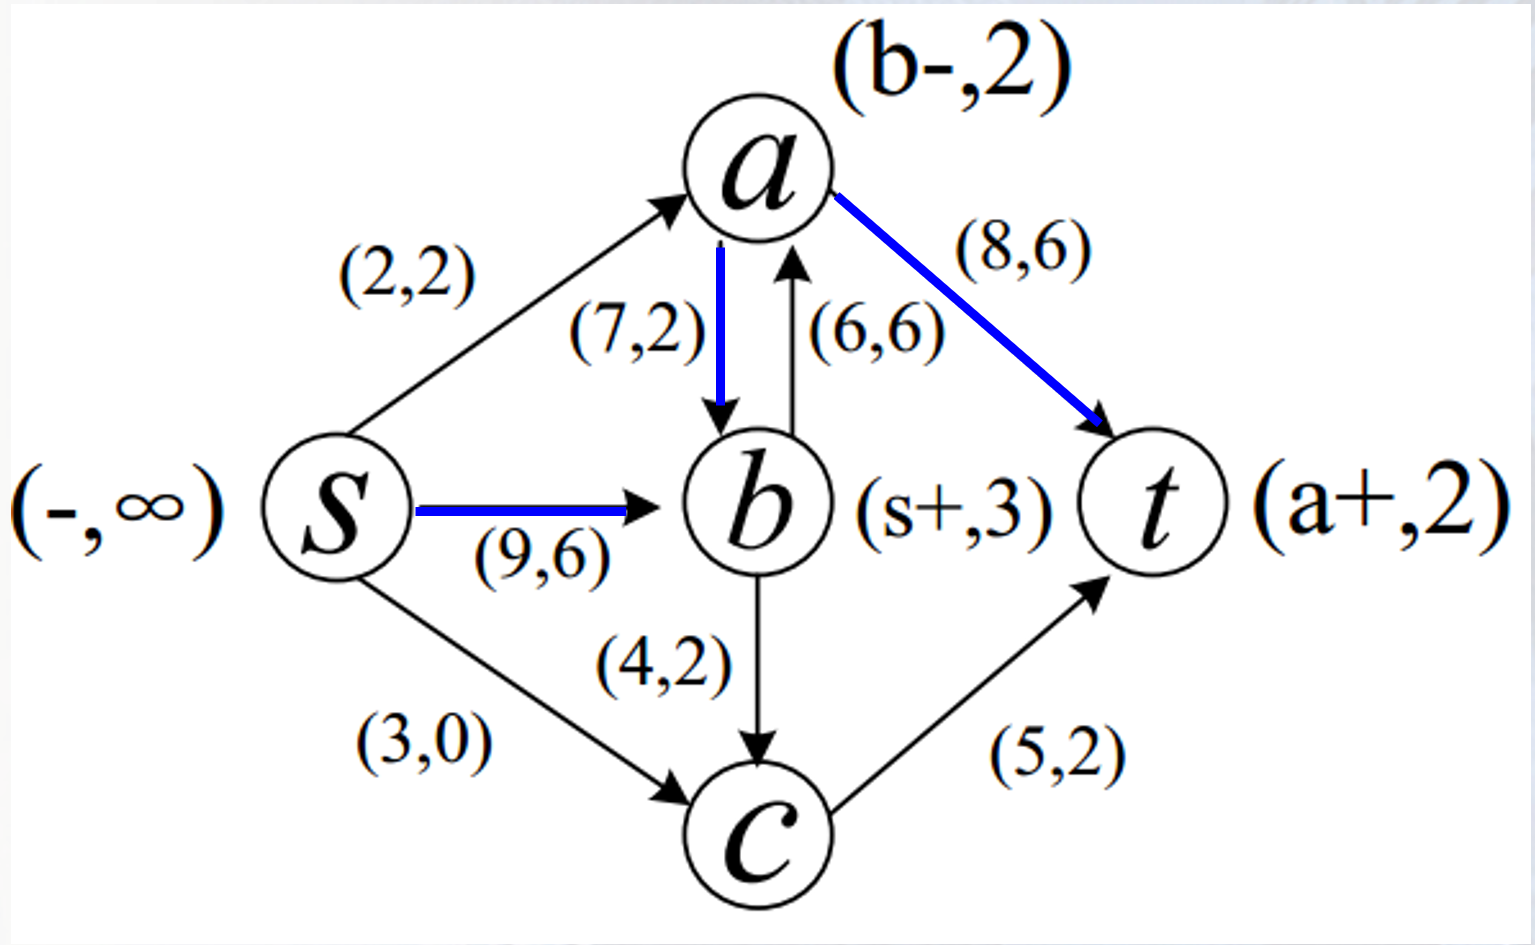 (b-,2)
a
(2,2)
(8,6)
(7,2)
(6,6)
(-,∞)
s
b
(s+,3)
t
(a+,2)
(9,6)
(4,2)
(3,0)
(5,2)
c